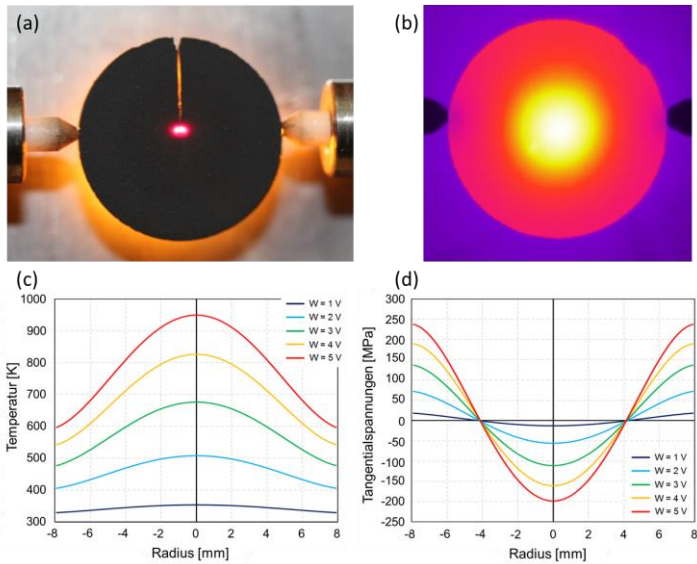 (a)
(b)
(c)
1000
900
800
700
600
500
400
300
Temperatur [K]
-8 -6 -4 -2 0 2 4 6 8
Radius [mm]
W = 1 V
W = 2 V
W = 3 V
W = 4 V
W = 5 V
(d)
300
250
200
150
100
50
0
-50
-100
-150
-200
-250
Tangentialspannungen [MPa]
-8 -6 -4 -2 0 2 4 6 8
Radius [mm]
W = 1 V
W = 2 V
W = 3 V
W = 4 V
W = 5 V